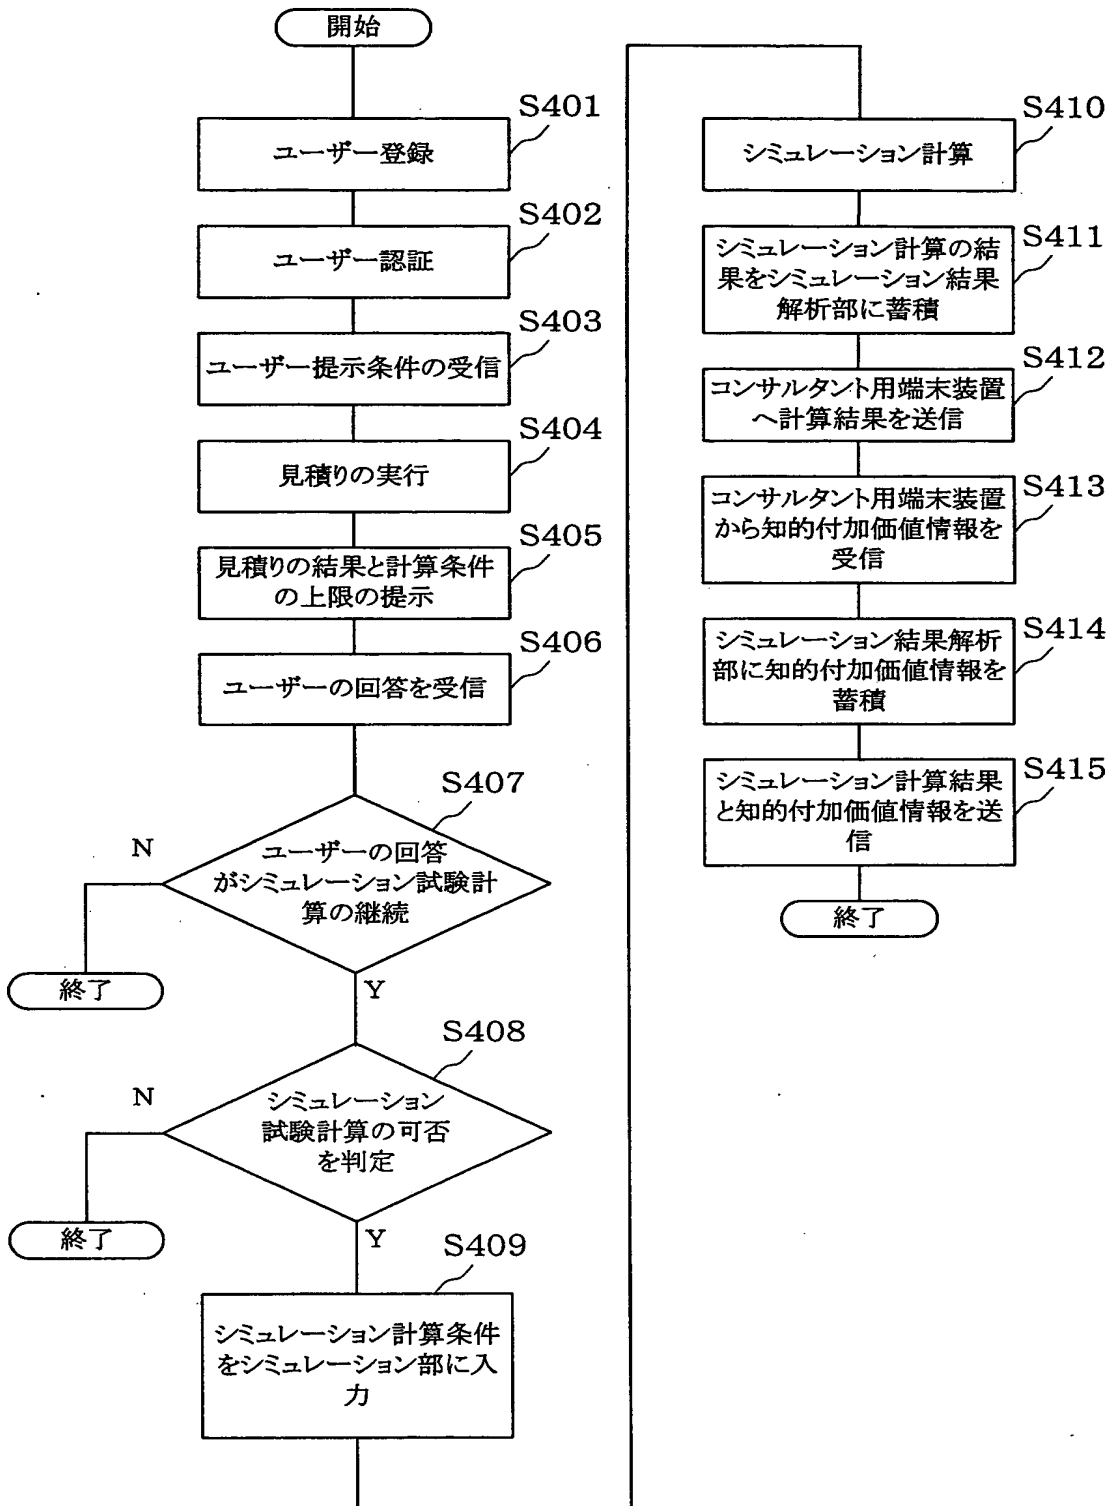 開始
S401
ユーザー登録
S402
ユーザー認証
S403
ユーザー提示条件の受信
S404
見積りの実行
S405
見積りの結果と計算条件
の上限の提示
S406
ユーザーの回答を受信
S407
ユーザーの回答
がシミュレーション試験計
算の継続
N
終了
Y
S408
シミュレーション
試験計算の可否
を判定
N
終了
Y
S409
シミュレーション計算条件
をシミュレーション部に入
力
S410
シミュレーション計算
S411
シミュレーション計算の結
果をシミュレーション結果
解析部に蓄積
S412
コンサルタント用端末装置
へ計算結果を送信
S413
コンサルタント用端末装置
から知的付加価値情報を
受信
S414
シミュレーション結果解析
部に知的付加価値情報を
蓄積
S415
シミュレーション計算結果
と知的付加価値情報を送
信
終了